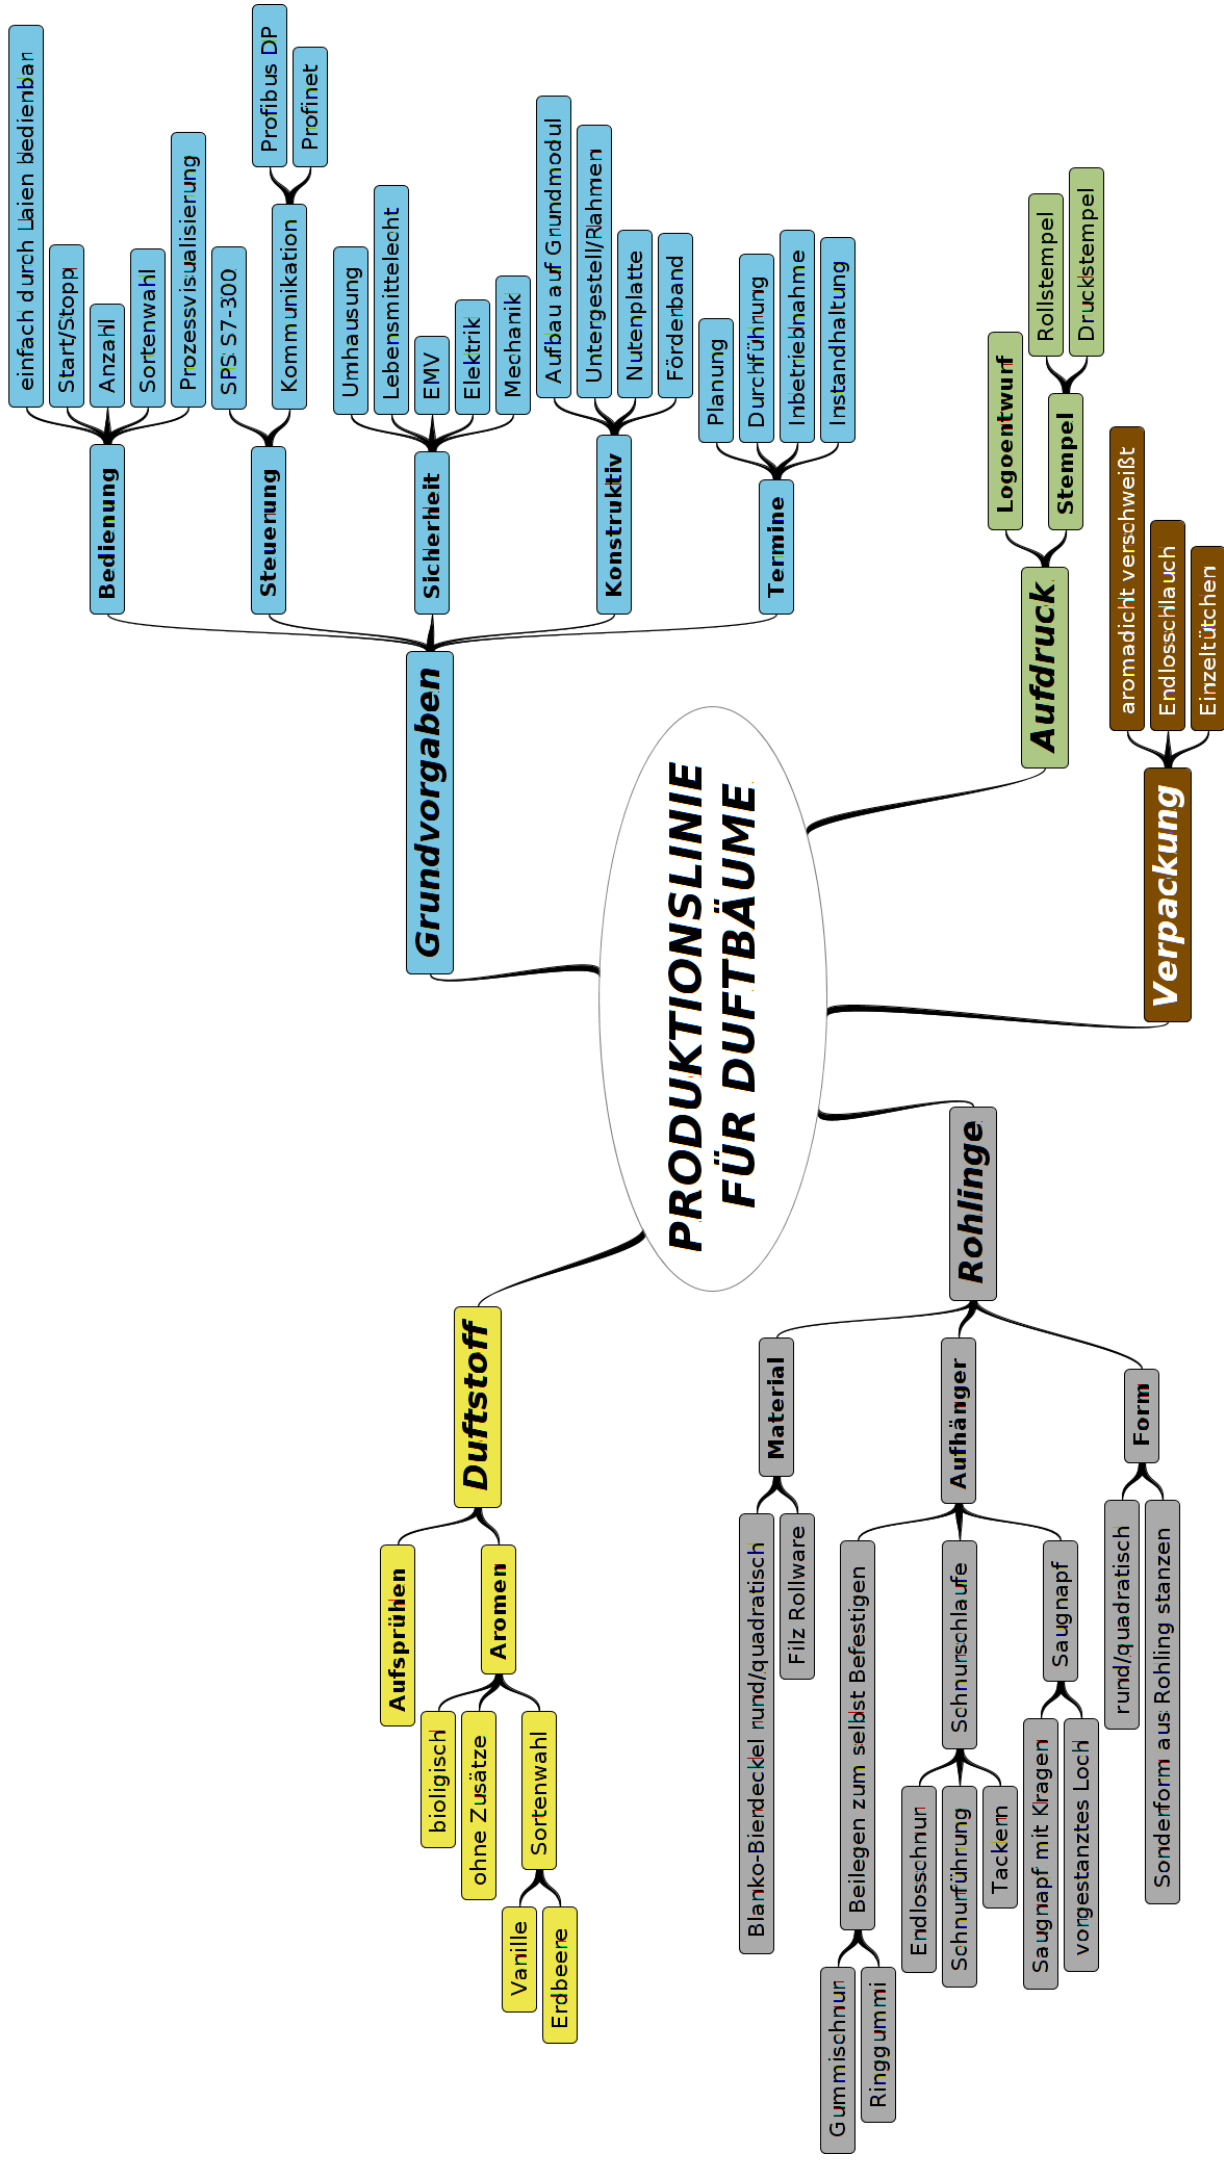 PRODUKTIONSLINIE
FÜR DUFTBÄUME
Grundvorgaben
Bedienung
einfach durch Laien bedienbar
Start/Stopp
Anzahl
Sortenwahl
Prozessvisualisierung
Steuerung
SPS S7-300
Kommunikation
Profibus DP
Profinet
Sicherheit
Umhausung
Lebensmittelecht
EMV
Elektrik
Mechanik
Konstruktiv
Aufbau auf Grundmodul
Untergestell/Rahmen
Nutenplatte
Förderband
Termine
Planung
Durchführung
Inbetriebnahme
Instandhaltung
Aufdruck
Logoentwurf
Stempel
Rollstempel
Druckstempel
Verpackung
aromadicht verschweißt
Endlosschlauch
Einzeltütchen
Duftstoff
Aufsprühen
Aromen
bioligisch
ohne Zusätze
Sortenwahl
Vanille
Erdbeere
Rohlinge
Material
Blanko-Bierdeckel rund/quadratisch
Filz Rollware
Aufhänger
Beilegen zum selbst Befestigen
Gummischnur
Ringgummi
Schnurschlaufe
Endlosschnur
Schnurführung
Tackern
Saugnapf
Saugnapf mit Kragen
vorgestanztes Loch
Form
rund/quadratisch
Sonderform aus Rohling stanzen